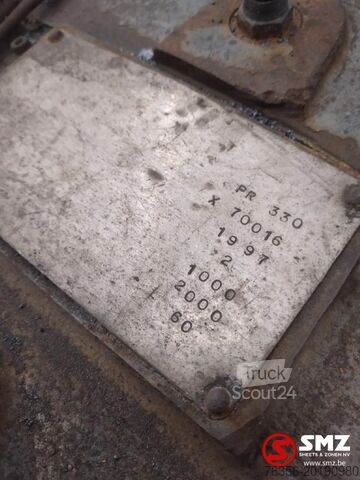 PR 330
X 70016
1997
2
1000
2000
60
Truck
Scout24
SMZ
SHEETS & ZONEN NV
www.smz.be